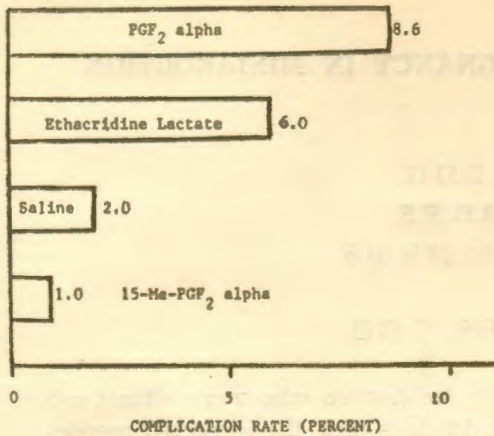 PGF2 alpha 8.6
Ethacridine Lactate 6.0
Saline 2.0
1.0 15-Me-PGF2 alpha
0 5 10
COMPLICATION RATE (PERCENT)